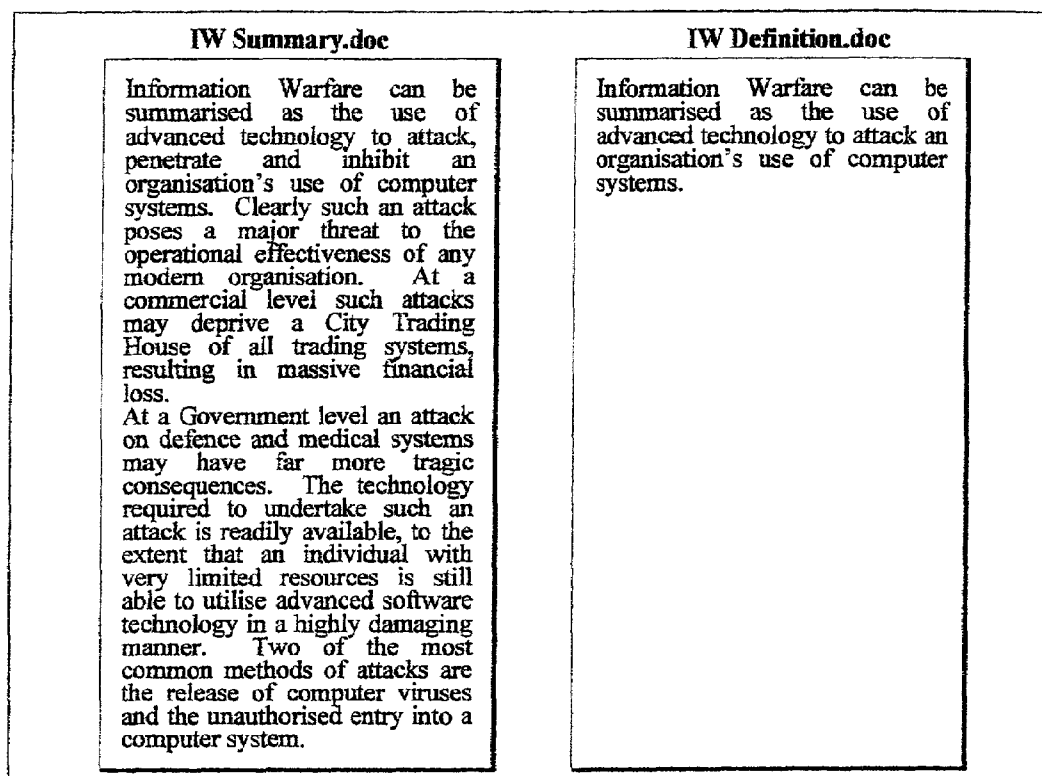 IW Summary.doc
Information Warfare can be
summarised as the use of
advanced technology to attack,
penetrate and inhibit an
organisation's use of computer
systems. Clearly such an attack
poses a major threat to the
operational effectiveness of any
modern organisation. At a
commercial level such attacks
may deprive a City Trading
House of all trading systems,
resulting in massive financial
loss.
At a Government level an attack
on defence and medical systems
may have far more tragic
consequences. The technology
required to undertake such an
attack is readily available, to the
extent that an individual with
very limited resources is still
able to utilise advanced software
technology in a highly damaging
manner. Two of the most
common methods of attacks are
the release of computer viruses
and the unauthorised entry into a
computer system.
IW Definition.doc
Information Warfare can be
summarised as the use of
advanced technology to attack an
organisation's use of computer
systems.